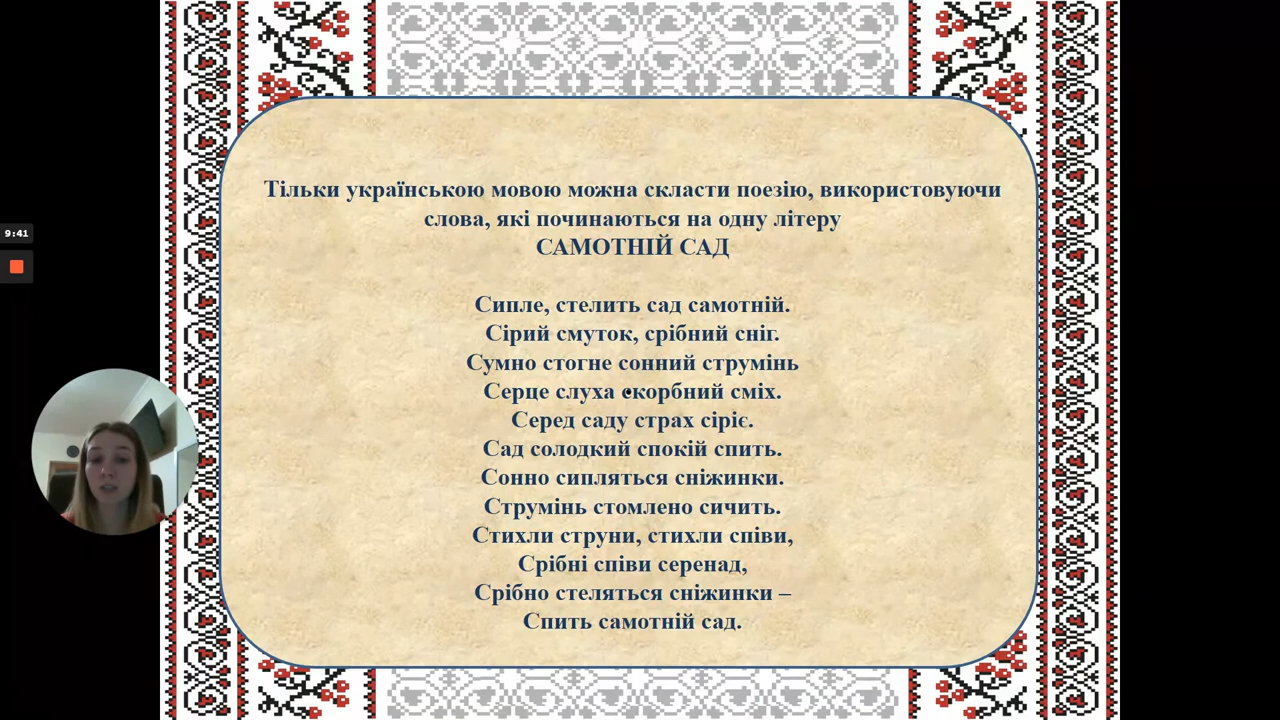 Тільки українською мовою можна скласти поезію, використовуючи
слова, які починаються на одну літеру
САМОТНІЙ САД
Сипле, стелить сад самотній.
Сірий смуток, срібний сніг.
Сумно стогне сонний струмінь
Серце слуха скорбний сміх.
Серед саду страх сіріє.
Сад солодкий спокій спить.
Сонно сипляться сніжинки.
Струмінь стомлено сичить.
Стихли струни, стихли співи,
Срібні співи серенад,
Срібно стеляться сніжинки –
Спить самотній сад.
9:41